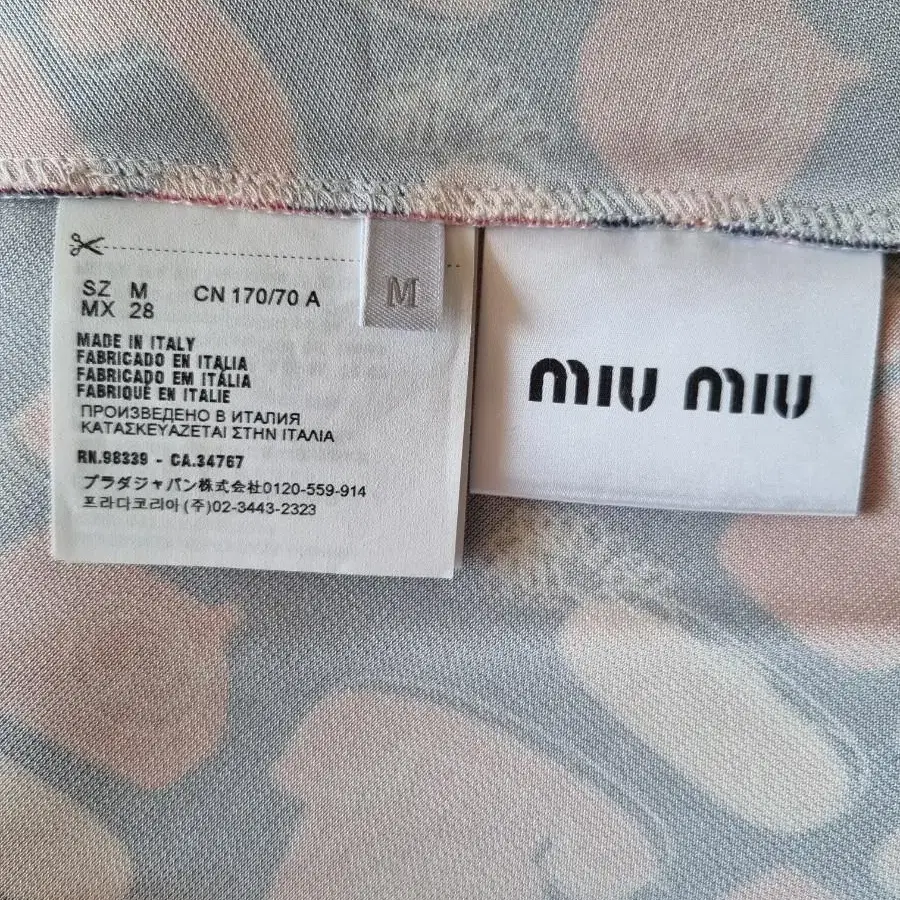 SZ M CN 170/70 A
MX 28
MADE IN ITALY
FABRICADO EN ITALIA
FABRICADO EM ITÁLIA
FABRIQUÉ EN ITALIE
ПРОИЗВЕДЕНО В ИТАЛИЯ
ΚΑΤΑΣΚΕΥΑΖΕΤΑΙ ΣΤΗΝ ΙΤΑΛΙΑ
RN.98339 - CA.34767
プラダジャパン株式会社0120-559-914
프라다코리아(주)02-3443-2323
M
miu miu